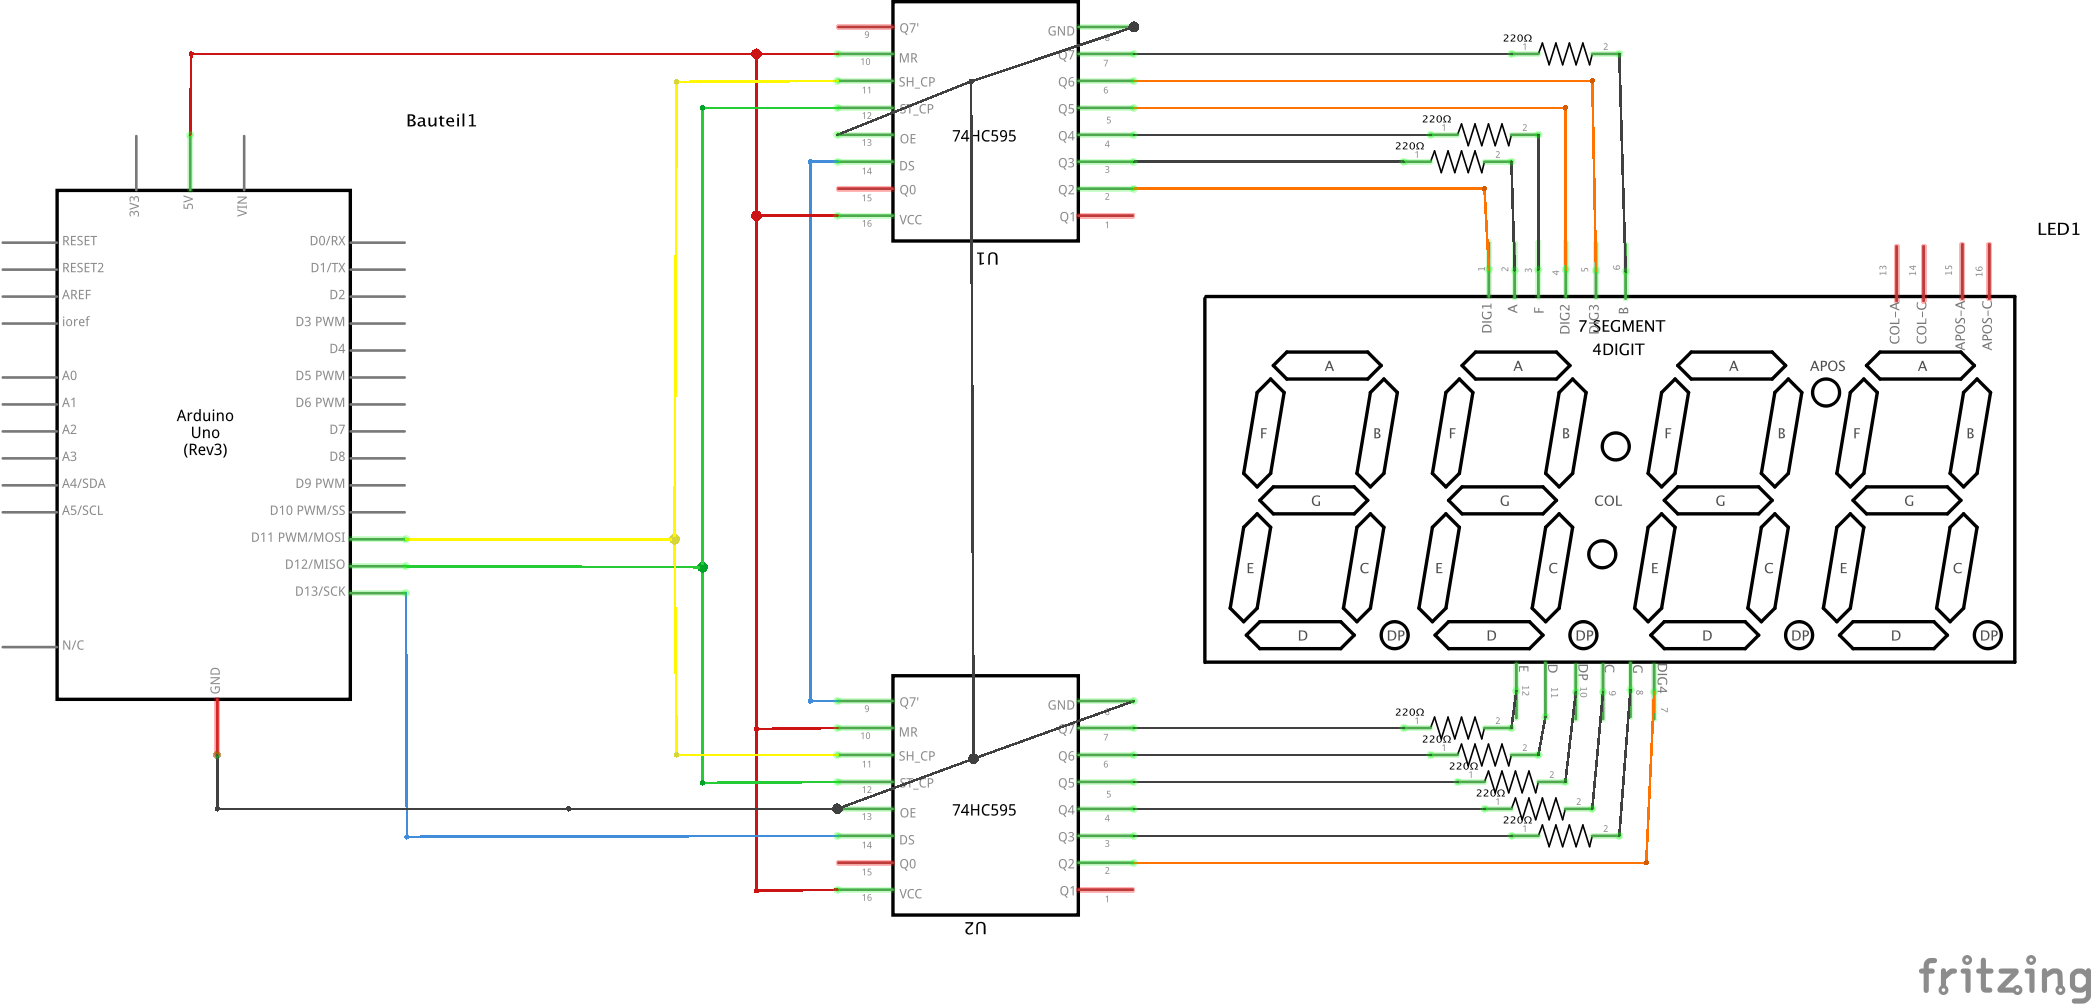 Bauteil1
3V3
5V
VIN
RESET
RESET2
AREF
ioref
A0
A1
A2
A3
A4/SDA
A5/SCL
N/C
Arduino
Uno
(Rev3)
D0/RX
D1/TX
D2
D3 PWM
D4
D5 PWM
D6 PWM
D7
D8
D9 PWM
D10 PWM/SS
D11 PWM/MOSI
D12/MISO
D13/SCK
GND
Q7'
9
MR
10
SH_CP
11
ST_CP
12
OE
13
DS
14
Q0
15
VCC
16
74HC595
GND
8
Q7
7
Q6
6
Q5
5
Q4
4
Q3
3
Q2
2
Q1
1
U1
220Ω
1
2
220Ω
1
2
220Ω
1
2
LED1
1
2
3
4
5
6
13
14
15
16
DIG1
A
F
DIG2
DIG3
B
COL-A
COL-C
APOS-A
APOS-C
7 SEGMENT
4DIGIT
A
A
A
APOS
A
F
B
F
B
F
B
F
B
G
G
COL
G
G
E
C
E
C
E
C
E
C
D
DP
D
DP
D
DP
D
DP
E
D
DP
C
G
DIG4
12
11
10
9
8
7
Q7'
9
MR
10
SH_CP
11
ST_CP
12
OE
13
DS
14
Q0
15
VCC
16
74HC595
GND
8
Q7
7
Q6
6
Q5
5
Q4
4
Q3
3
Q2
2
Q1
1
U2
220Ω
1
2
220Ω
1
2
220Ω
1
2
220Ω
1
2
220Ω
1
2
fritzing